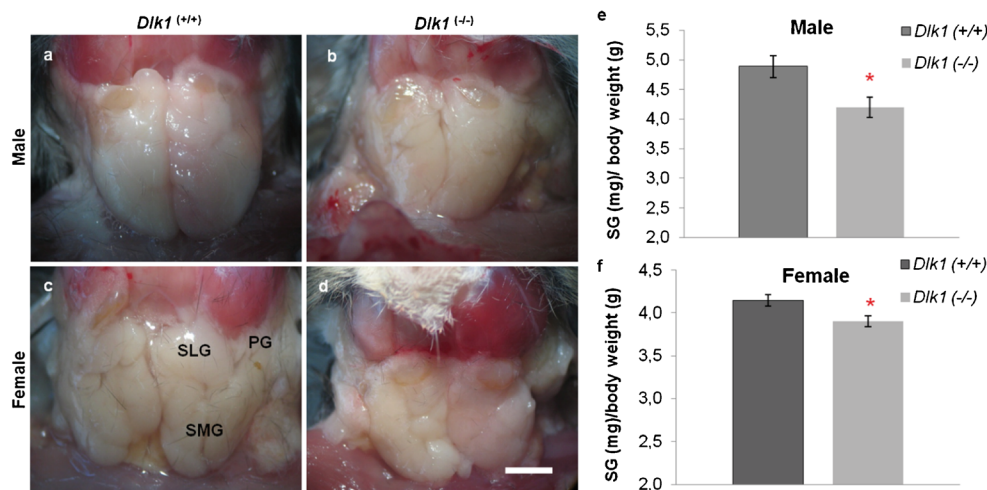 Dlk1 (+/+)
Dlk1 (-/-)
Male
Female
a
b
c
SLG
PG
SMG
d
e
Male
Dlk1 (+/+)
Dlk1 (-/-)
SG (mg)/ body weight (g)
5,5
5,0
4,5
4,0
3,5
3,0
2,5
2,0
*
f
Female
Dlk1 (+/+)
Dlk1 (-/-)
SG (mg)/body weight (g)
4,5
4,0
3,5
3,0
2,5
2,0
*